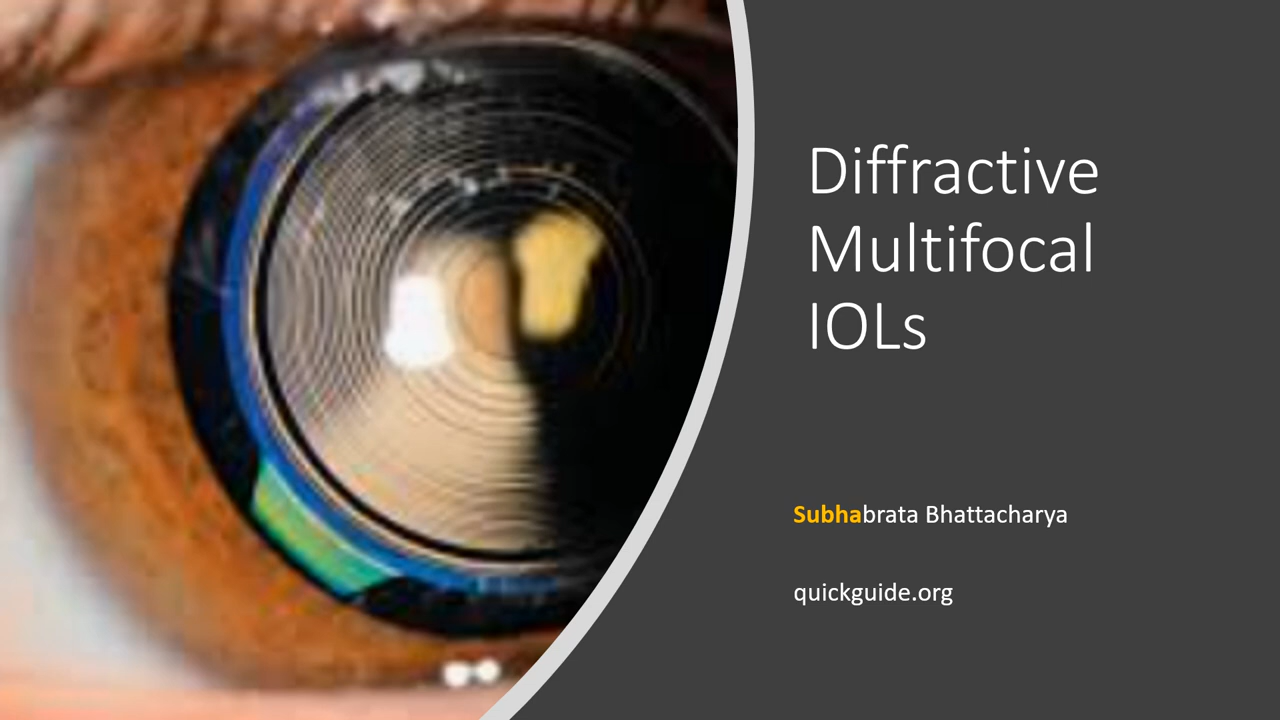 Diffractive
Multifocal
IOLs
Subhabrata Bhattacharya
quickguide.org